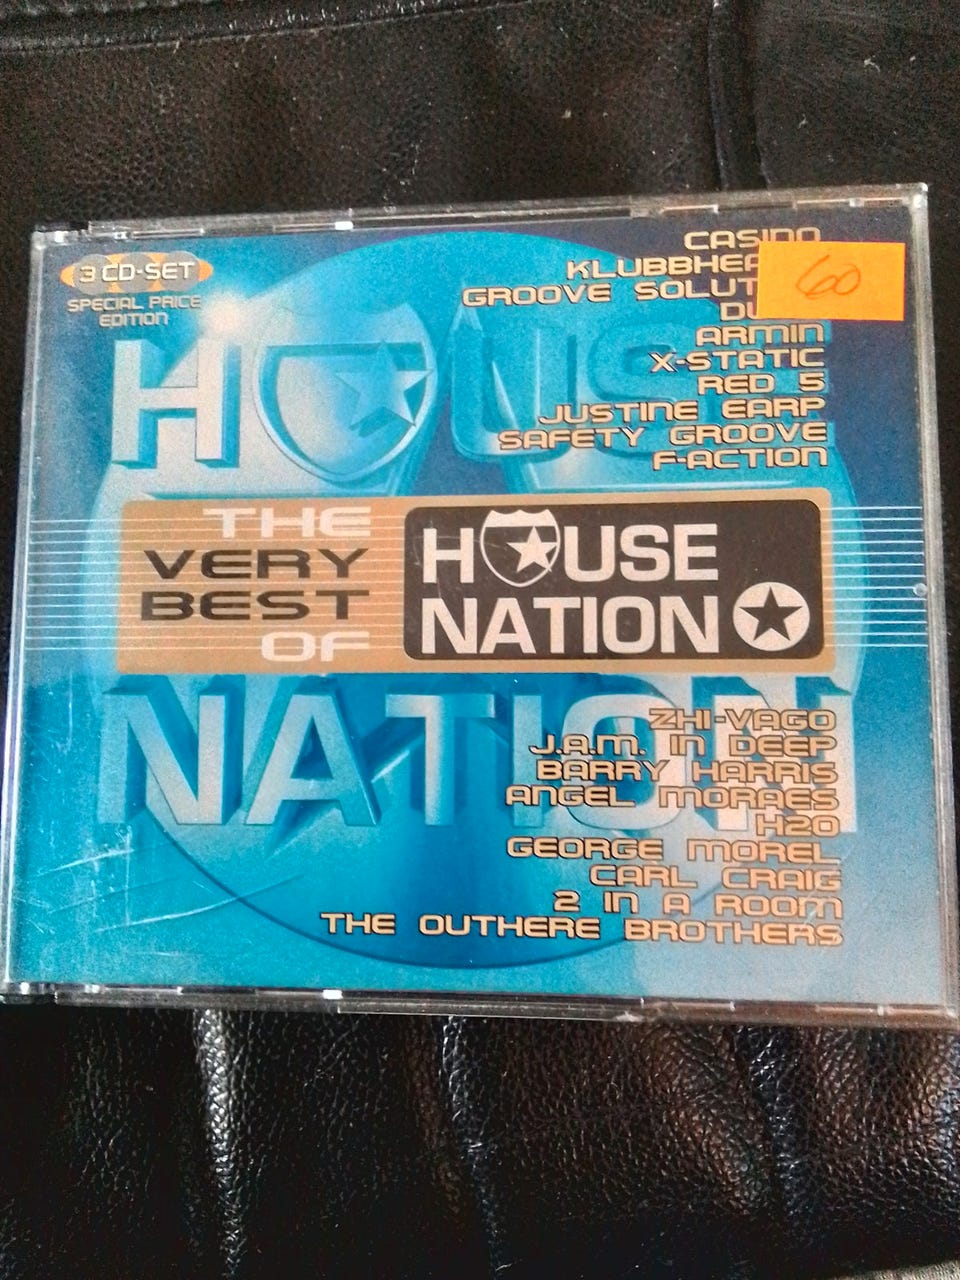 3 CD-SET
SPECIAL PRICE
EDITION
CASINO
60
GROOVE
ARMIN
X-STATIC
RED 5
JUSTINE EARP
SAFETY GROOVE
F-ACTION
HOUSE
THE
VERY
BEST
OF
HOUSE
NATION
NATION
ZHI-VAGO
J.A.M. IN DEEP
BARRY HARRIS
ANGEL MORAES
H2O
GEORGE MOREL
CARL CRAIG
2 IN A ROOM
THE OUTHERE BROTHERS